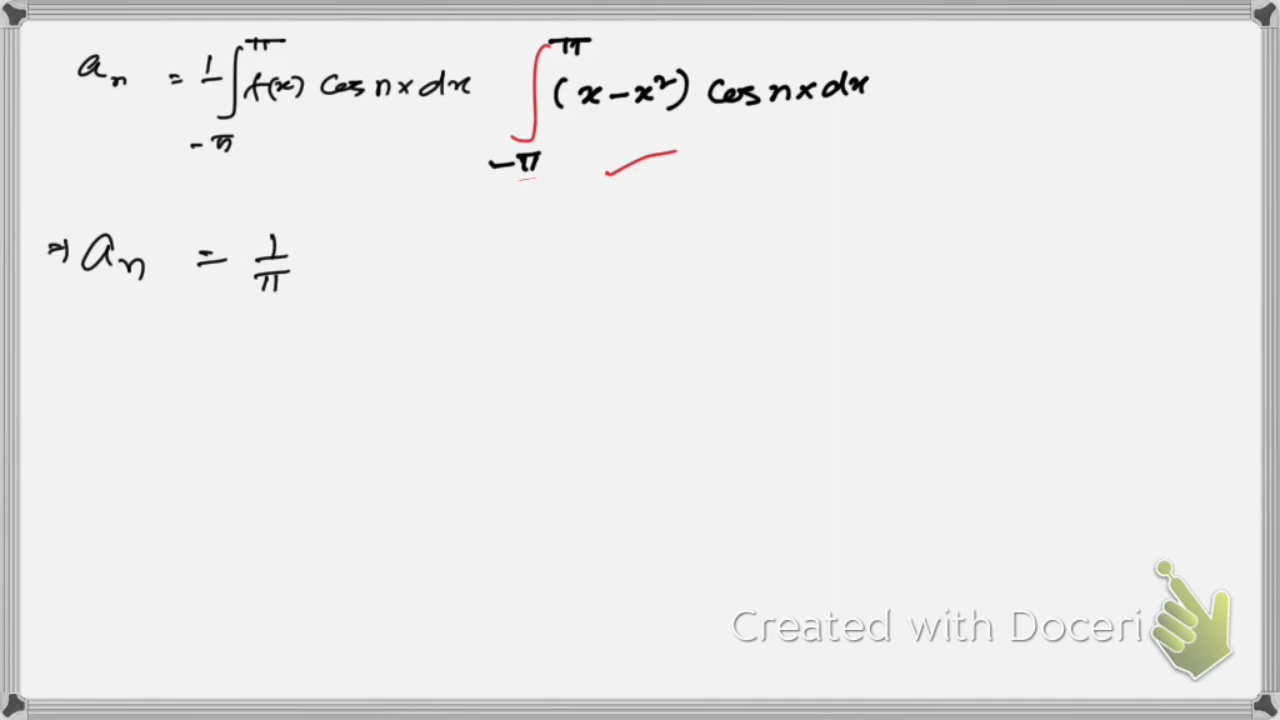 aₙ = 1/ ∫_{-π}^{π} f(x) cos nx dx ∫_{-π}^{π} (x - x²) cos nx dx
⇒ aₙ = 1/π
Created with Doceri